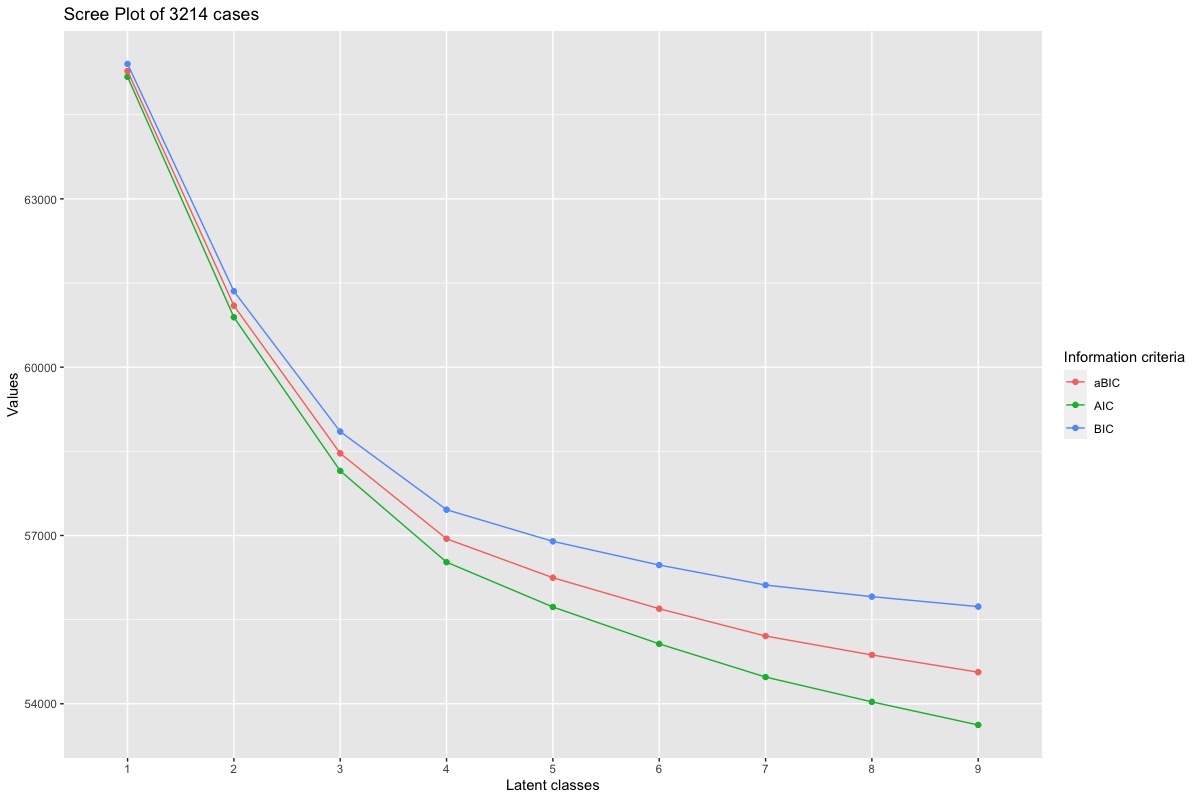 Scree Plot of 3214 cases
63000
60000
57000
54000
Values
1 2 3 4 5 6 7 8 9
Latent classes
Information criteria
aBIC
AIC
BIC